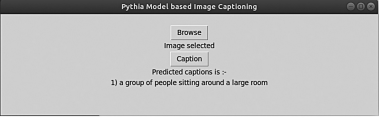 Pythia Model based Image Captioning
Browse
Image selected
Caption
Predicted captions is :-
1) a group of people sitting around a large room